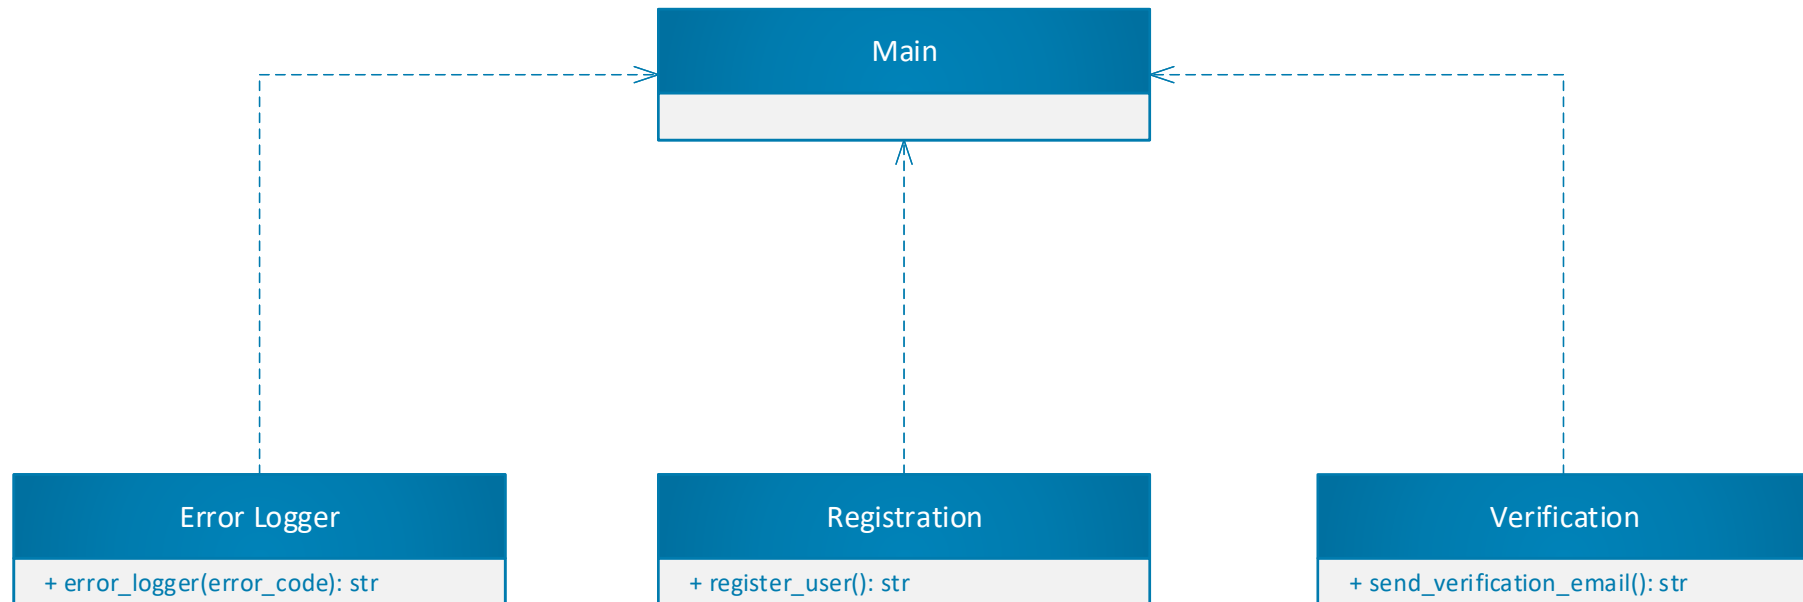 Main
Error Logger
Registration
Verification
+ error_logger(error_code): str
+ register_user(): str
+ send_verification_email(): str